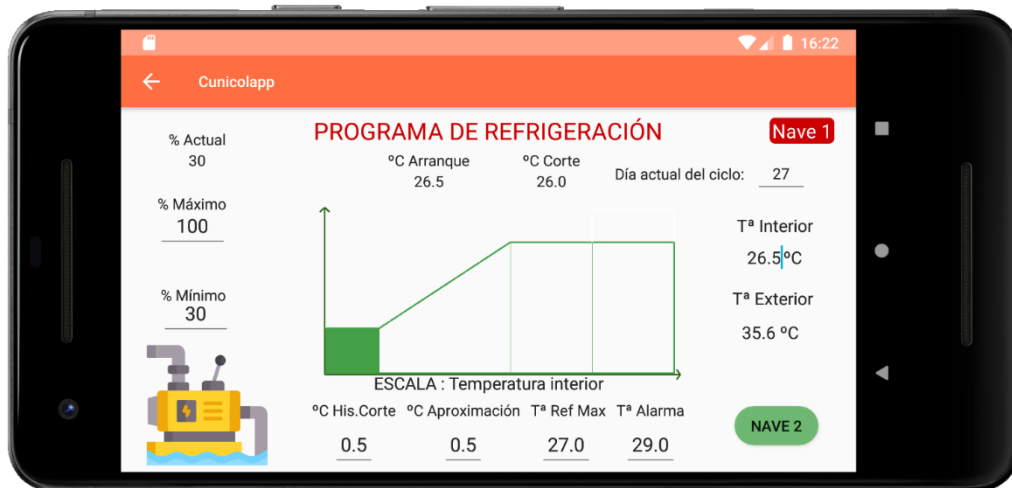 16:22
Cunicolapp
PROGRAMA DE REFRIGERACIÓN
Nave 1
% Actual
30
ºC Arranque
26.5
ºC Corte
26.0
Día actual del ciclo: 27
% Máximo
100
Tª Interior
26.5ºC
% Mínimo
30
Tª Exterior
35.6 ºC
ESCALA : Temperatura interior
ºC His.Corte ºC Aproximación Tª Ref Max Tª Alarma
0.5 0.5 27.0 29.0
NAVE 2